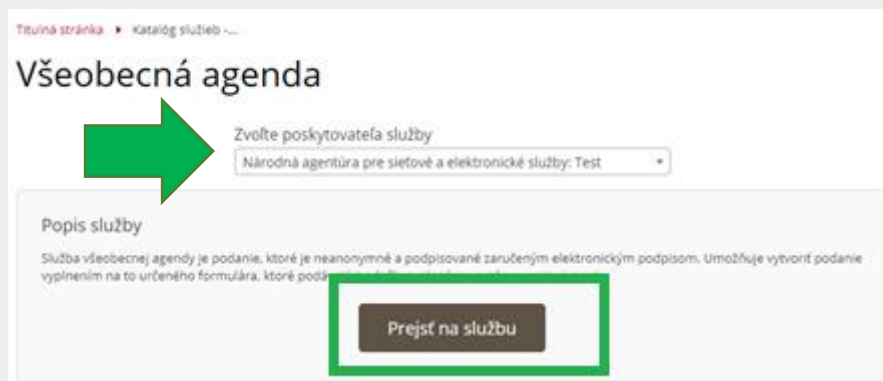 Titulná stránka ▸ Katalóg služieb -...
Všeobecná agenda
Zvoľte poskytovateľa služby
Národná agentúra pre sieťové a elektronické služby: Test
Popis služby
Služba všeobecnej agendy je podanie, ktoré je neanonymné a podpisované zaručeným elektronickým podpisom. Umožňuje vytvoriť podanie
vyplnením na to určeného formulára, ktoré
Prejsť na službu